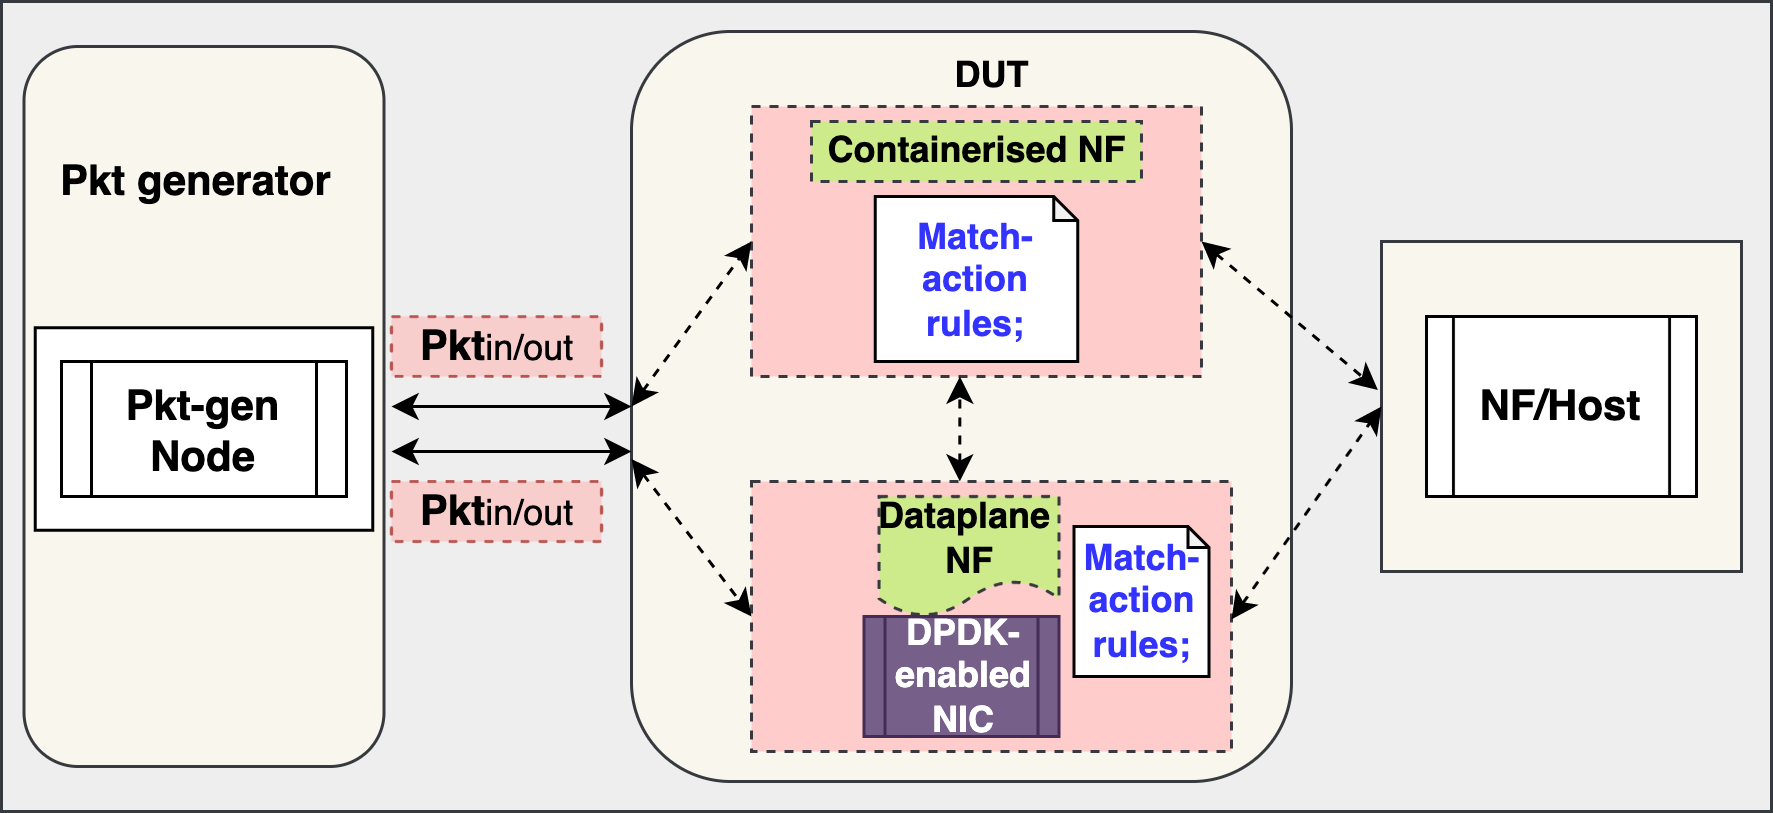 Pkt generator
Pkt-gen
Node
Pktin/out
Pktin/out
DUT
Containerised NF
Match-
action
rules;
Dataplane
NF
DPDK-
enabled
NIC
Match-
action
rules;
NF/Host